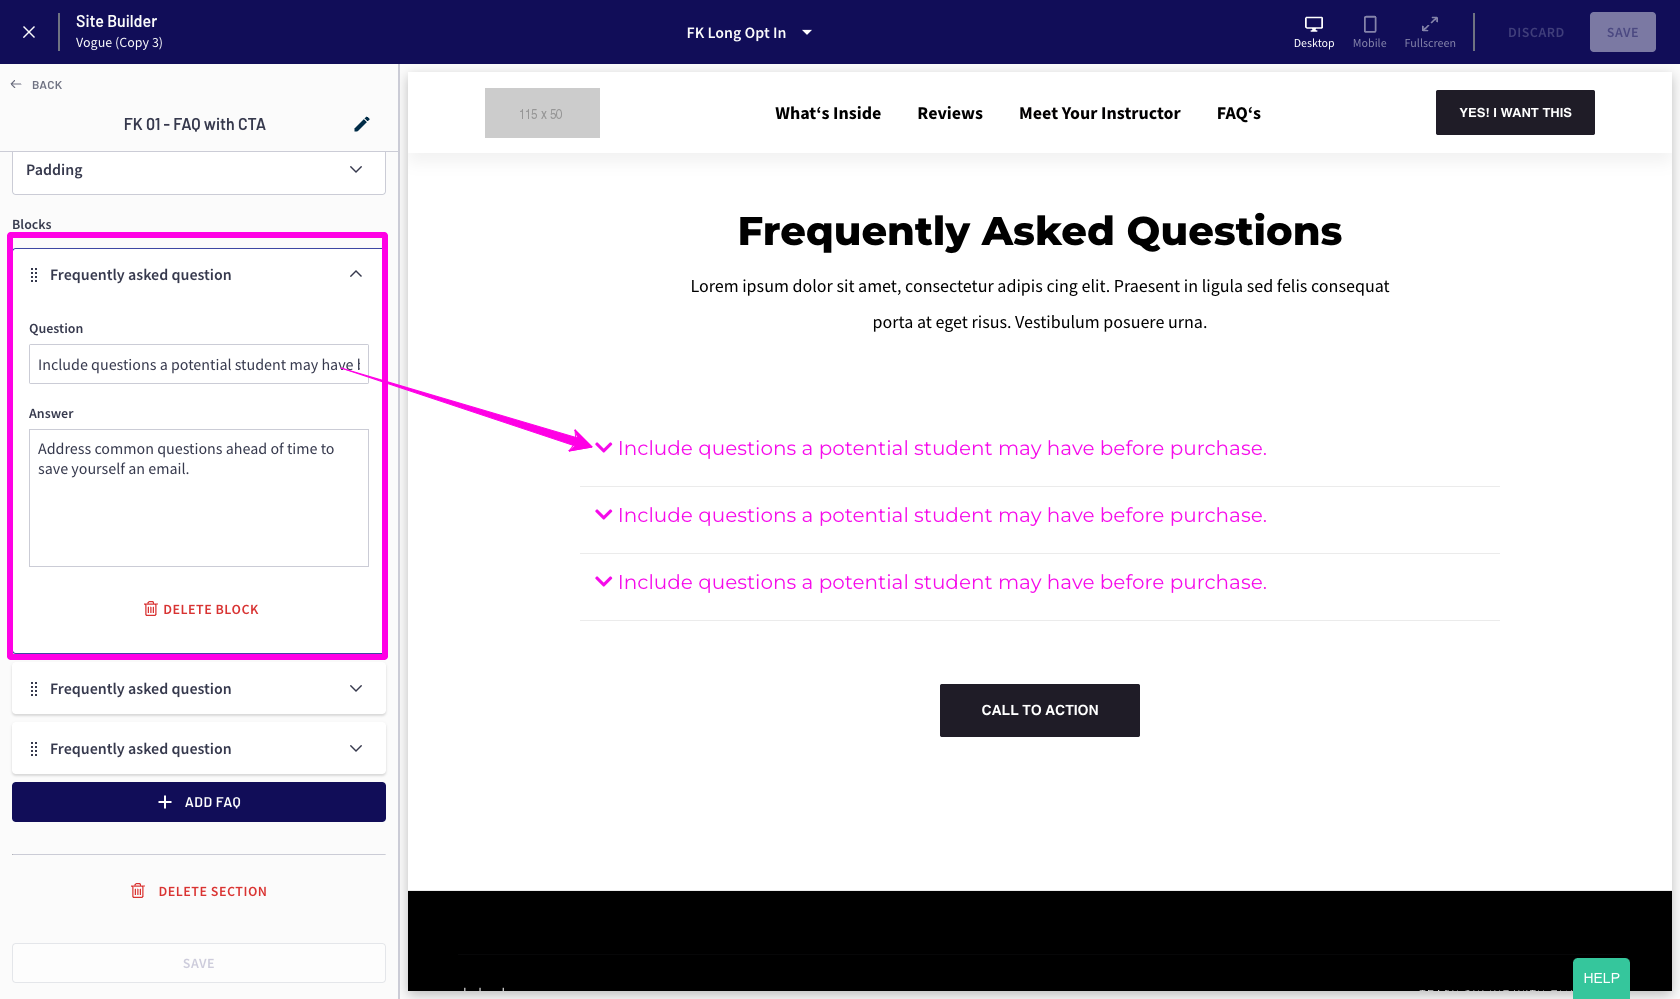 Site Builder
Vogue (Copy 3)
FK Long Opt In
Desktop
Mobile
Fullscreen
DISCARD
SAVE
BACK
FK 01 - FAQ with CTA
Padding
Blocks
Frequently asked question
Question
Include questions a potential student may have
Answer
Address common questions ahead of time to
save yourself an email.
DELETE BLOCK
Frequently asked question
Frequently asked question
ADD FAQ
DELETE SECTION
SAVE
115 x 50
What‘s Inside
Reviews
Meet Your Instructor
FAQ‘s
YES! I WANT THIS
Frequently Asked Questions
Lorem ipsum dolor sit amet, consectetur adipis cing elit. Praesent in ligula sed felis consequat
porta at eget risus. Vestibulum posuere urna.
Include questions a potential student may have before purchase.
Include questions a potential student may have before purchase.
Include questions a potential student may have before purchase.
CALL TO ACTION
HELP